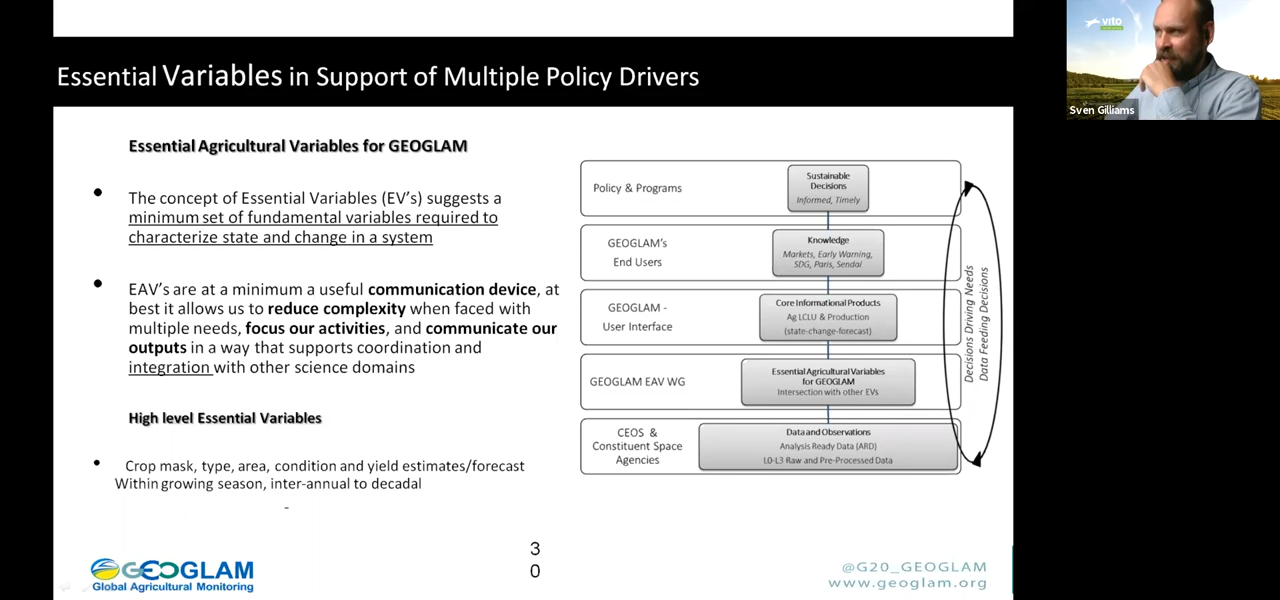 Essential Variables in Support of Multiple Policy Drivers
Essential Agricultural Variables for GEOGLAM
• The concept of Essential Variables (EV's) suggests a
minimum set of fundamental variables required to
characterize state and change in a system
• EAV's are at a minimum a useful communication device, at
best it allows us to reduce complexity when faced with
multiple needs, focus our activities, and communicate our
outputs in a way that supports coordination and
integration with other science domains
High level Essential Variables
• Crop mask, type, area, condition and yield estimates/forecast
Within growing season, inter-annual to decadal
-
Policy & Programs
Sustainable
Decisions
Informed, Timely
GEOGLAM's
End Users
Knowledge
Markets, Early Warning,
SDG, Paris, Sendai
GEOGLAM -
User Interface
Core Informational Products
Ag LCLU & Production
(state-change-forecast)
GEOGLAM EAV WG
Essential Agricultural Variables
for GEOGLAM
Intersection with other EVs
CEOS &
Constituent Space
Agencies
Data and Observations
Analysis Ready Data (ARD)
L0-L3 Raw and Pre-Processed Data
Decisions Driving Needs
Data Feeding Decisions
GEOGLAM
Global Agricultural Monitoring
3
0
@G20_GEOGLAM
www.geoglam.org
vito
Sven Gilliams